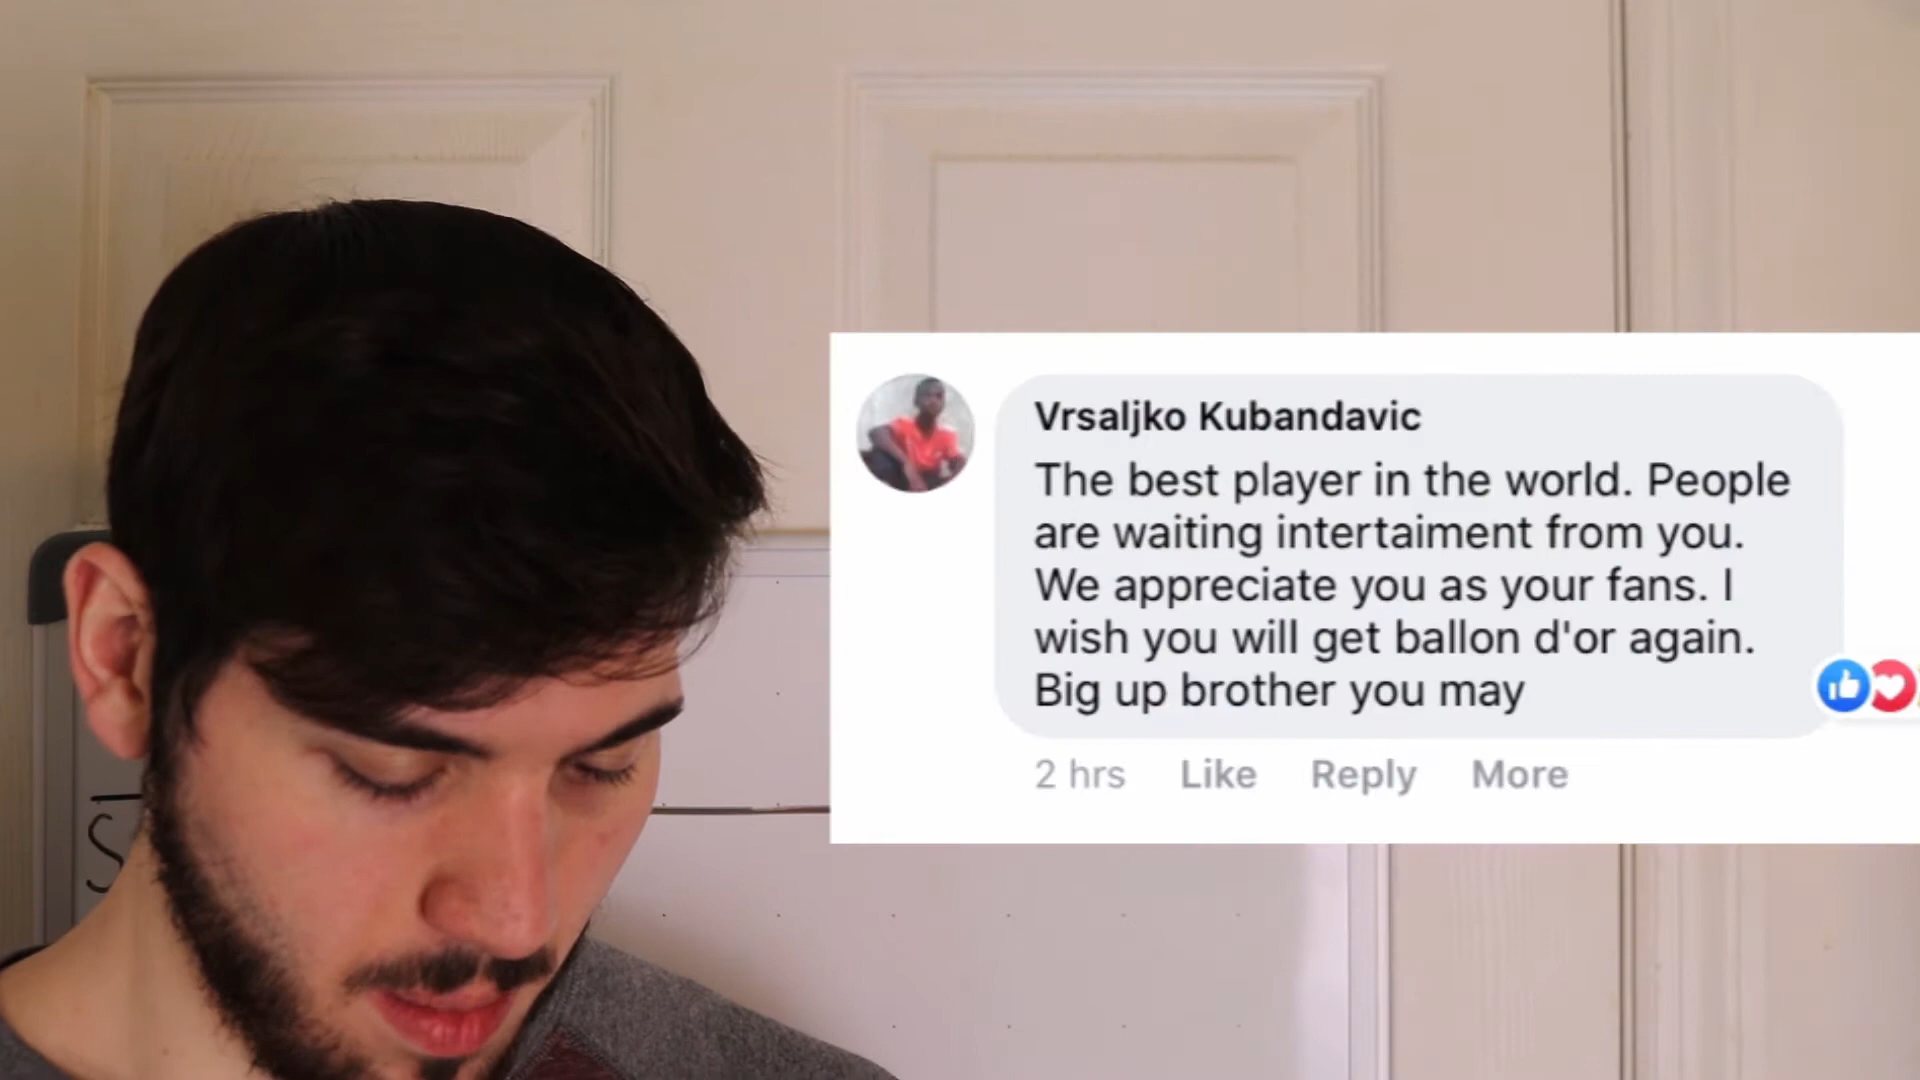 Vrsaljko Kubandavic
The best player in the world. People
are waiting intertaiment from you.
We appreciate you as your fans. I
wish you will get ballon d'or again.
Big up brother you may
2 hrs Like Reply More
S